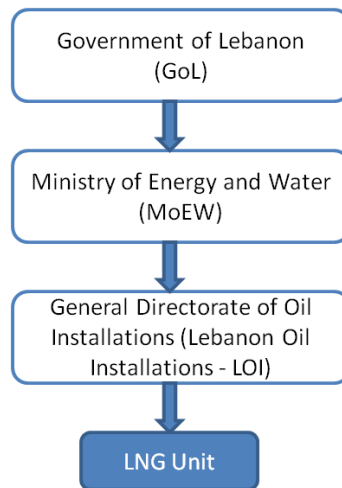 Government of Lebanon
(GoL)
Ministry of Energy and Water
(MoEW)
General Directorate of Oil
Installations (Lebanon Oil
Installations - LOI)
LNG Unit